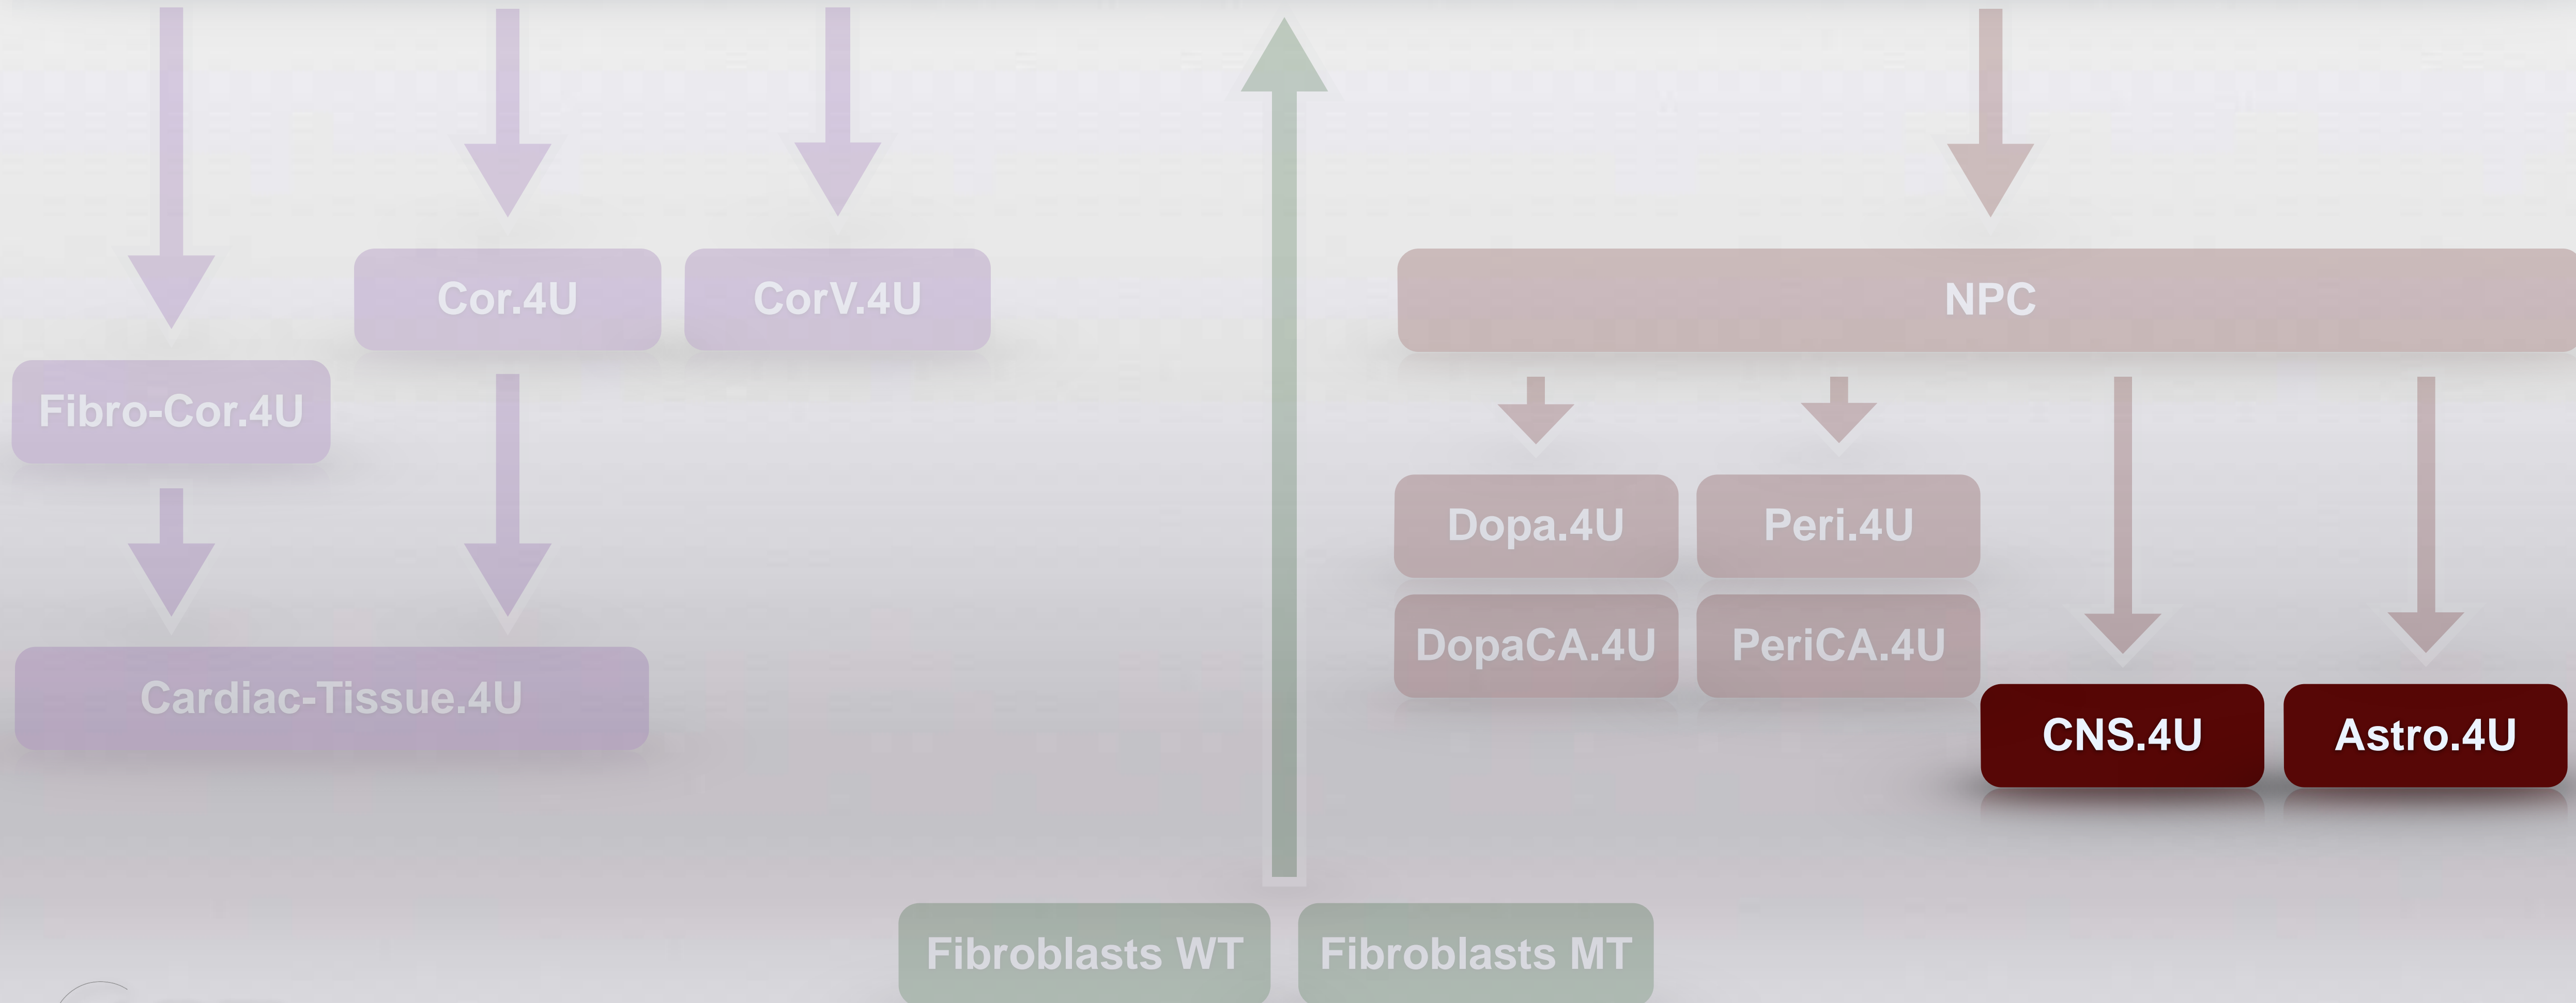 Cor.4U
CorV.4U
NPC
Fibro-Cor.4U
Dopa.4U
Peri.4U
DopaCA.4U
PeriCA.4U
Cardiac-Tissue.4U
CNS.4U
Astro.4U
Fibroblasts WT
Fibroblasts MT